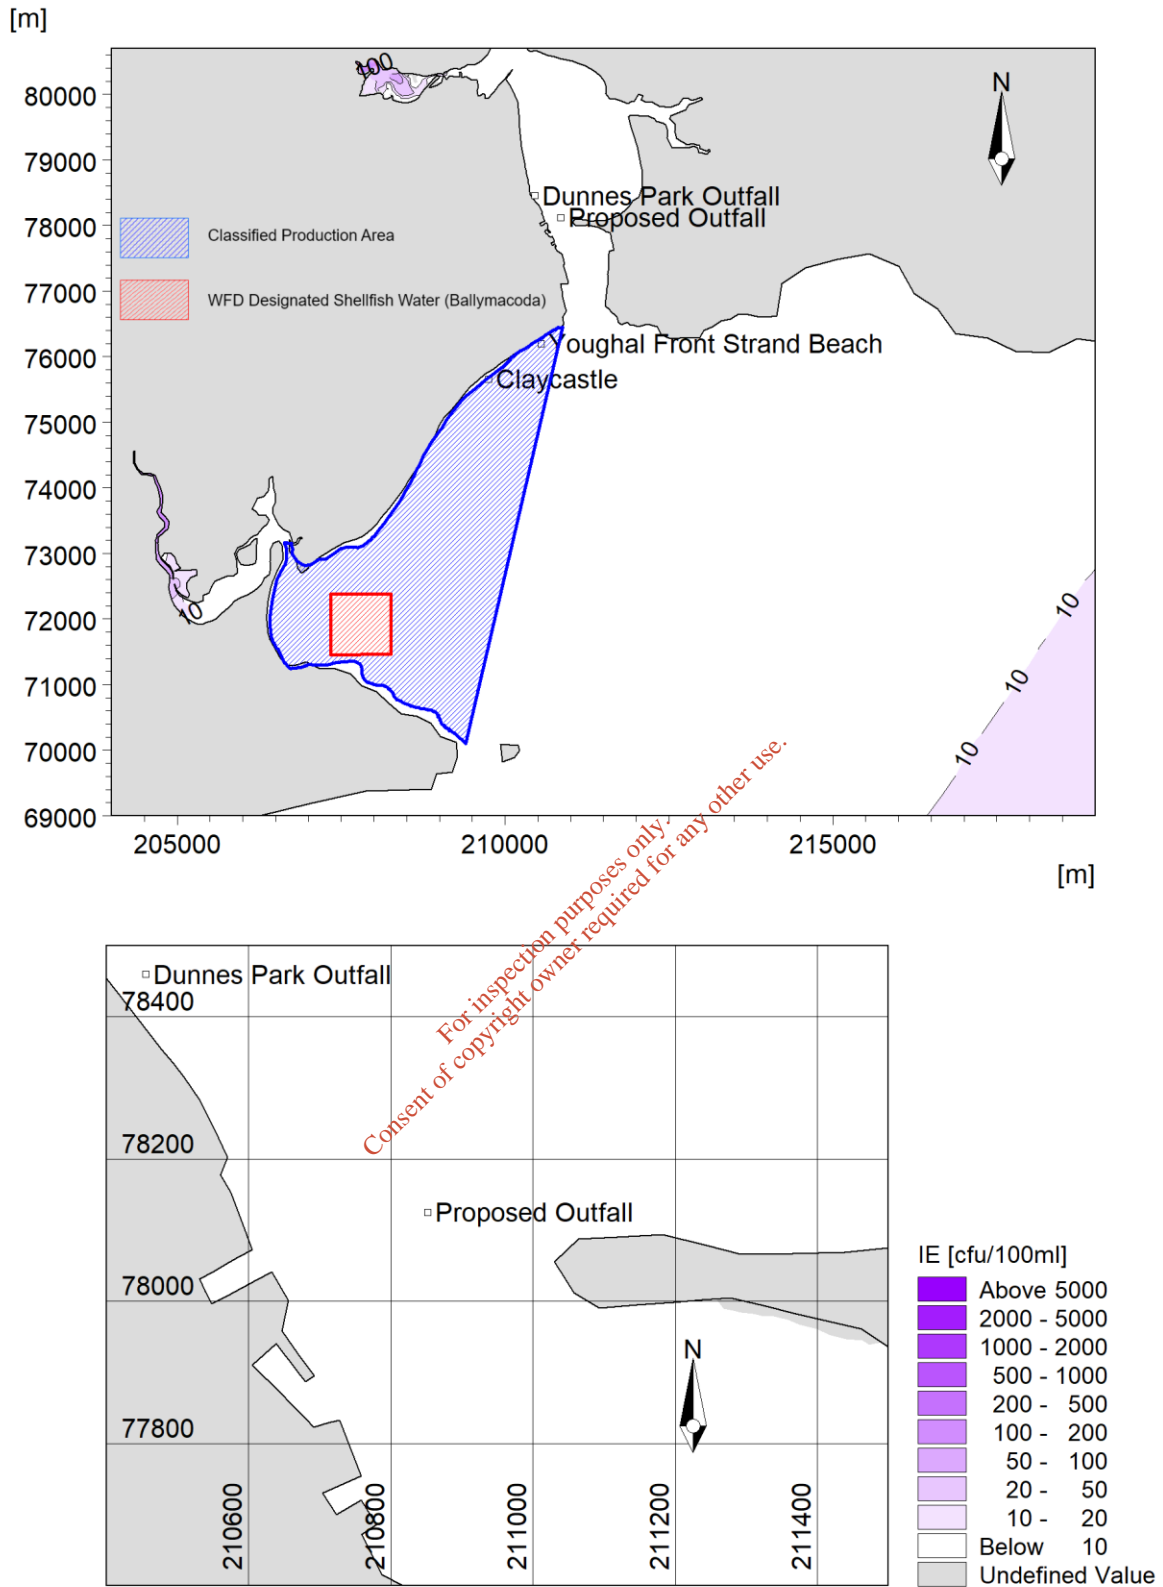 [m]
80000
79000
78000
77000
76000
75000
74000
73000
72000
71000
70000
69000
100
N
Dunnes Park Outfall
Proposed Outfall
Classified Production Area
WFD Designated Shellfish Water (Ballymacoda)
Youghal Front Strand Beach
Claycastle
10
10
10
10
205000
210000
215000
[m]
For inspection purposes only.
Consent of copyright owner required for any other use.
Dunnes Park Outfall
78400
78200
Proposed Outfall
78000
77800
N
210600
210800
211000
211200
211400
IE [cfu/100ml]
Above 5000
2000 - 5000
1000 - 2000
500 - 1000
200 - 500
100 - 200
50 - 100
20 - 50
10 - 20
Below 10
Undefined Value